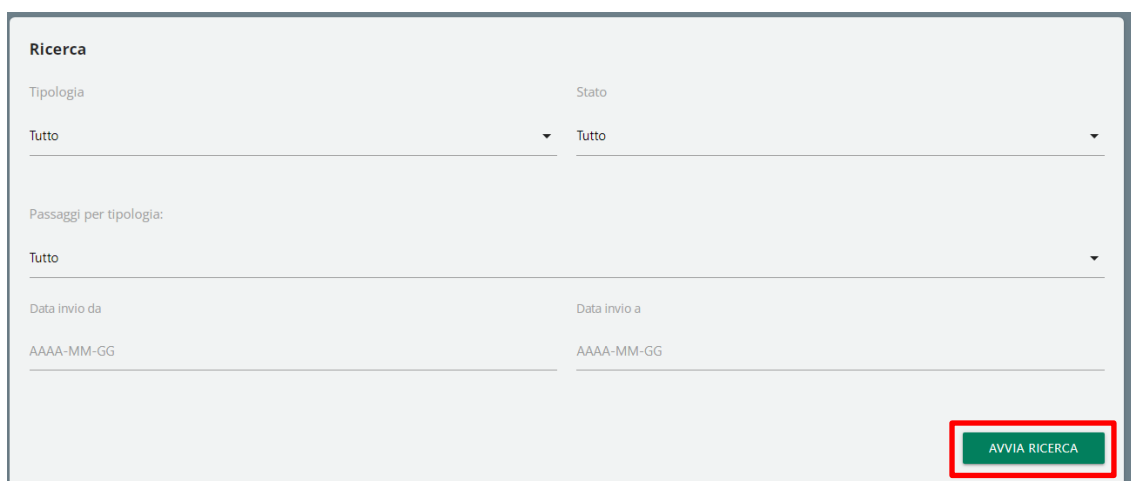 Ricerca
Tipologia
Stato
Tutto
Tutto
Passaggi per tipologia:
Tutto
Data invio da
Data invio a
AAAA-MM-GG
AAAA-MM-GG
AVVIA RICERCA